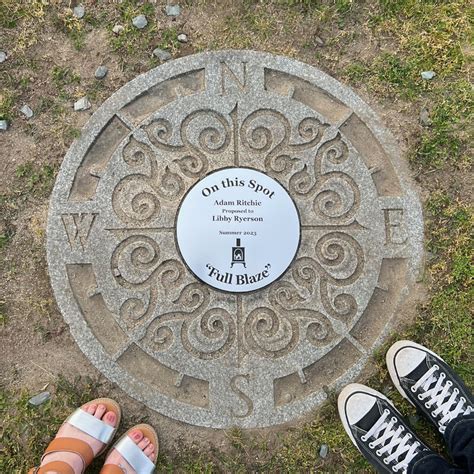 N
On this Spot
Adam Ritchie
Proposed to
Libby Ryerson
W E
Summer 2023
"Full Blaze"
S